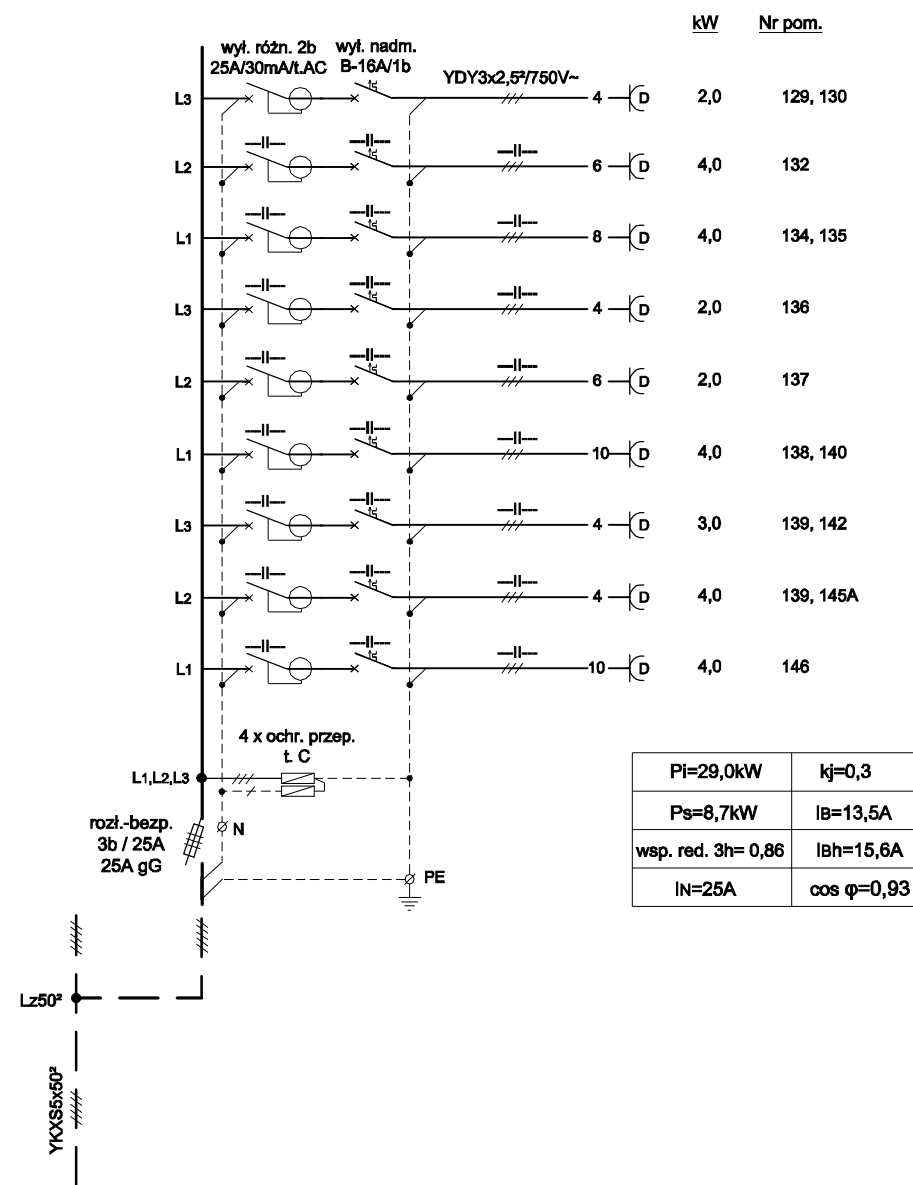 kW Nr pom.
wył. różn. 2b wył. nadm.
25A/30mA/t.AC B-16A/1b YDY3x2,5²/750V~
L3 4 D 2,0 129, 130
L2 6 D 4,0 132
L1 8 D 4,0 134, 135
L3 4 D 2,0 136
L2 6 D 2,0 137
L1 10 D 4,0 138, 140
L3 4 D 3,0 139, 142
L2 4 D 4,0 139, 145A
L1 10 D 4,0 146
4 x ochr. przep.
t. C
L1,L2,L3
rozł.-bezp.
3b / 25A
25A gG
N
PE
Pi=29,0kW kj=0,3
Ps=8,7kW IB=13,5A
wsp. red. 3h= 0,86 IBh=15,6A
IN=25A cos φ=0,93
Lz50²
YKXS5x50²